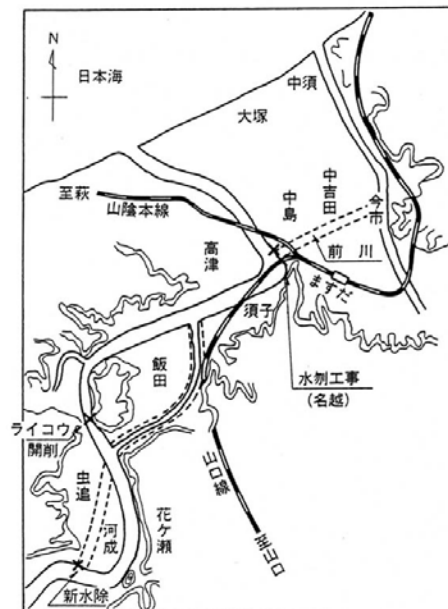 N
日本海
中須
大塚
至萩
山陰本線
中島
中吉田
今市
前川
高津
ますだ
須子
水刎工事
(名越)
飯田
ライコウ
開削
虫追
河成
花ケ瀬
山口線
至山口
新水除